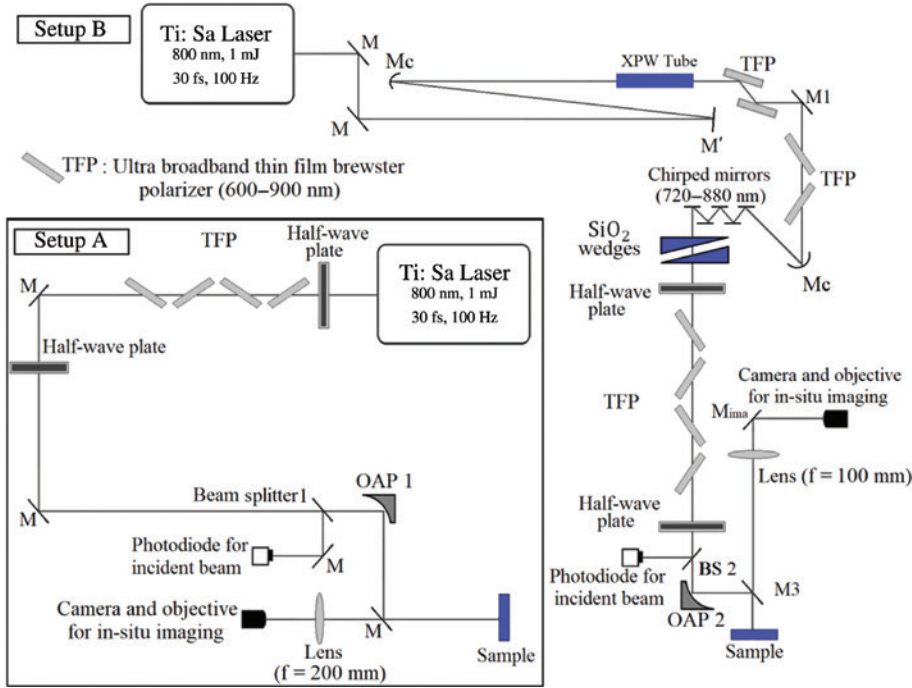 Setup B
Ti: Sa Laser
800 nm, 1 mJ
30 fs, 100 Hz
M
M
Mc
XPW Tube
TFP
M1
M'
TFP
TFP : Ultra broadband thin film brewster
polarizer (600–900 nm)
Chirped mirrors
(720–880 nm)
SiO2
wedges
Mc
Half-wave
plate
TFP
Half-wave
plate
BS 2
Photodiode for
incident beam
OAP 2
Camera and objective
for in-situ imaging
Mima
Lens (f = 100 mm)
M3
Sample
Setup A
TFP
Half-wave
plate
Ti: Sa Laser
800 nm, 1 mJ
30 fs, 100 Hz
M
Half-wave plate
M
Beam splitter1
OAP 1
Photodiode for
incident beam
M
Camera and objective
for in-situ imaging
Lens
(f = 200 mm)
M
Sample